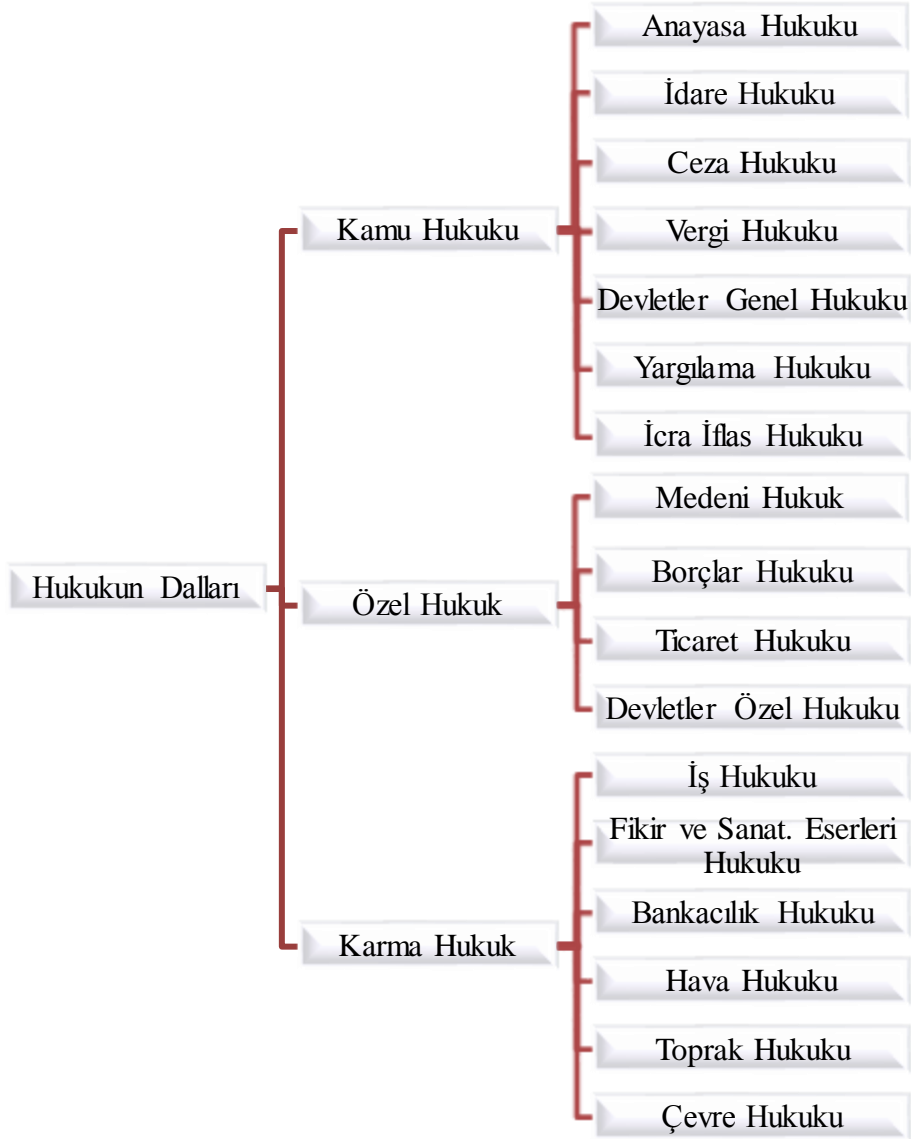 Hukukun Dalları
Kamu Hukuku
Anayasa Hukuku
İdare Hukuku
Ceza Hukuku
Vergi Hukuku
Devletler Genel Hukuku
Yargılama Hukuku
İcra İflas Hukuku
Özel Hukuk
Medeni Hukuk
Borçlar Hukuku
Ticaret Hukuku
Devletler Özel Hukuku
Karma Hukuk
İş Hukuku
Fikir ve Sanat. Eserleri
Hukuku
Bankacılık Hukuku
Hava Hukuku
Toprak Hukuku
Çevre Hukuku